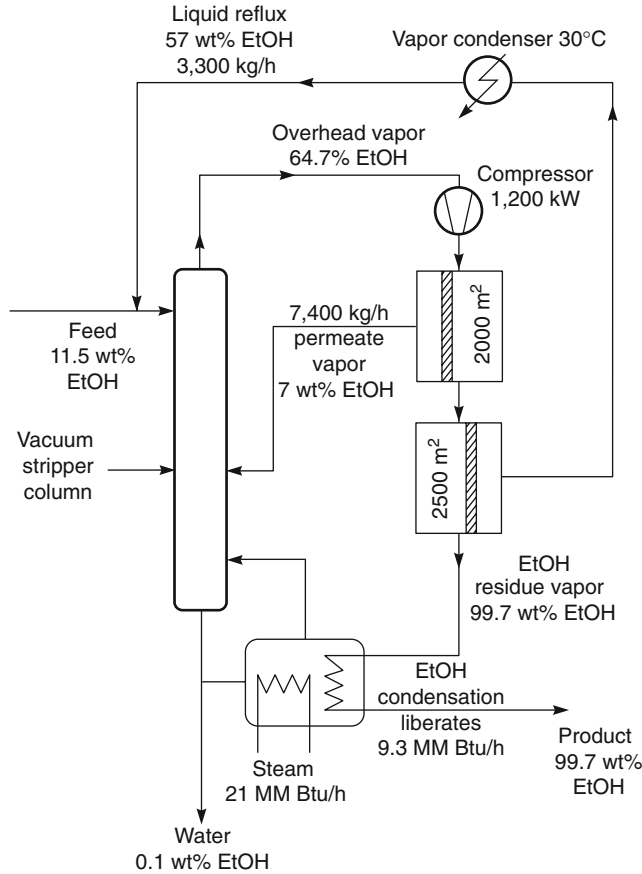 Liquid reflux
57 wt% EtOH
3,300 kg/h
Vapor condenser 30°C
Overhead vapor
64.7% EtOH
Compressor
1,200 kW
Feed
11.5 wt%
EtOH
7,400 kg/h
permeate
vapor
7 wt% EtOH
2000 m²
Vacuum
stripper
column
2500 m²
EtOH
residue vapor
99.7 wt% EtOH
EtOH
condensation
liberates
9.3 MM Btu/h
Steam
21 MM Btu/h
Product
99.7 wt%
EtOH
Water
0.1 wt% EtOH